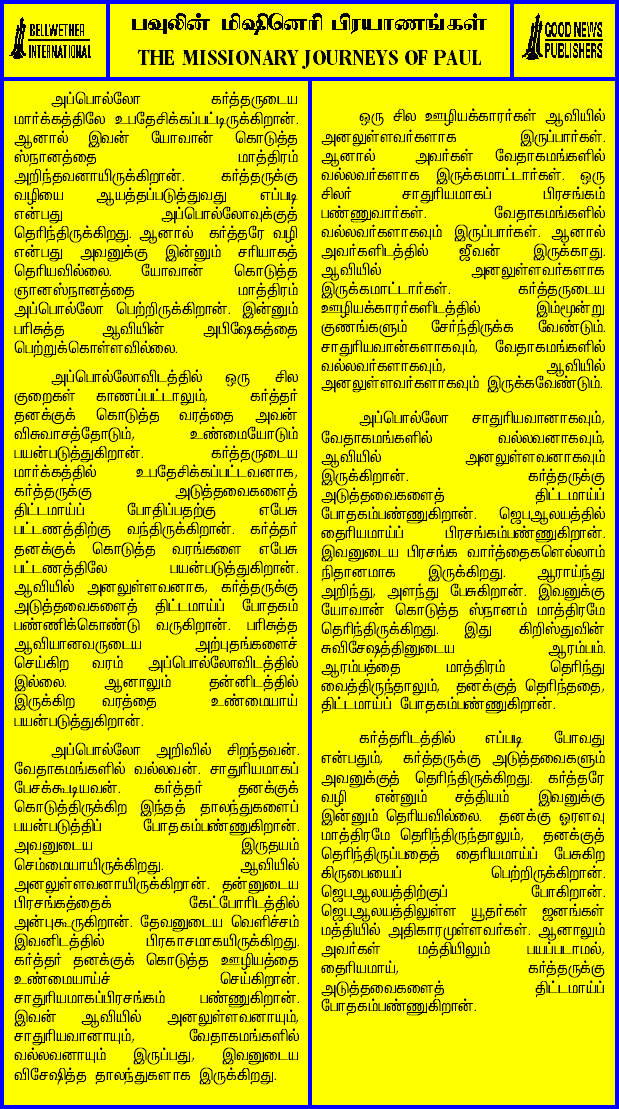 BELLWETHER
INTERNATIONAL
பவுலின் மிஷினெரி பிரயாணங்கள்
THE MISSIONARY JOURNEYS OF PAUL
GOOD NEWS
PUBLISHERS
அப்பொல்லோ கர்த்தருடைய
மார்க்கத்திலே உபதேசிக்கப்பட்டிருக்கிறான்.
ஆனால் இவன் யோவான் கொடுத்த
ஸ்நானத்தை மாத்திரம்
அறிந்தவனாயிருக்கிறான். கர்த்தருக்கு
வழியை ஆயத்தப்படுத்துவது எப்படி
என்பது அப்பொல்லோவுக்குத்
தெரிந்திருக்கிறது. ஆனால் கர்த்தரே வழி
என்பது அவனுக்கு இன்னும் சரியாகத்
தெரியவில்லை. யோவான் கொடுத்த
ஞானஸ்நானத்தை மாத்திரம்
அப்பொல்லோ பெற்றிருக்கிறான். இன்னும்
பரிசுத்த ஆவியின் அபிஷேகத்தை
பெற்றுக்கொள்ளவில்லை.
அப்பொல்லோவிடத்தில் ஒரு சில
குறைகள் காணப்பட்டாலும், கர்த்தர்
தனக்குக் கொடுத்த வரத்தை அவன்
விசுவாசத்தோடும், உண்மையோடும்
பயன்படுத்துகிறான். கர்த்தருடைய
மார்க்கத்தில் உபதேசிக்கப்பட்டவனாக,
கர்த்தருக்கு அடுத்தவைகளைத்
திட்டமாய்ப் போதிப்பதற்கு எபேசு
பட்டணத்திற்கு வந்திருக்கிறான். கர்த்தர்
தனக்குக் கொடுத்த வரங்களை எபேசு
பட்டணத்திலே பயன்படுத்துகிறான்.
ஆவியில் அனலுள்ளவனாக, கர்த்தருக்கு
அடுத்தவைகளைத் திட்டமாய்ப் போதகம்
பண்ணிக்கொண்டு வருகிறான். பரிசுத்த
ஆவியானவருடைய அற்புதங்களைச்
செய்கிற வரம் அப்பொல்லோவிடத்தில்
இல்லை. ஆனாலும் தன்னிடத்தில்
இருக்கிற வரத்தை உண்மையாய்
பயன்படுத்துகிறான்.
அப்பொல்லோ அறிவில் சிறந்தவன்.
வேதாகமங்களில் வல்லவன். சாதுரியமாகப்
பேசக்கூடியவன். கர்த்தர் தனக்குக்
கொடுத்திருக்கிற இந்தத் தாலந்துகளைப்
பயன்படுத்திப் போதகம்பண்ணுகிறான்.
அவனுடைய இருதயம்
செம்மையாயிருக்கிறது. ஆவியில்
அனலுள்ளவனாயிருக்கிறான். தன்னுடைய
பிரசங்கத்தைக் கேட்போரிடத்தில்
அன்புகூருகிறான். தேவனுடைய வெளிச்சம்
இவனிடத்தில் பிரகாசமாகயிருக்கிறது.
கர்த்தர் தனக்குக் கொடுத்த ஊழியத்தை
உண்மையாய்ச் செய்கிறான்.
சாதுரியமாகப்பிரசங்கம் பண்ணுகிறான்.
இவன் ஆவியில் அனலுள்ளவனாயும்,
சாதுரியவானாயும், வேதாகமங்களில்
வல்லவனாயும் இருப்பது, இவனுடைய
விசேஷித்த தாலந்துகளாக இருக்கிறது.
ஒரு சில ஊழியக்காரர்கள் ஆவியில்
அனலுள்ளவர்களாக இருப்பார்கள்.
ஆனால் அவர்கள் வேதாகமங்களில்
வல்லவர்களாக இருக்கமாட்டார்கள். ஒரு
சிலர் சாதுரியமாகப் பிரசங்கம்
பண்ணுவார்கள். வேதாகமங்களில்
வல்லவர்களாகவும் இருப்பார்கள். ஆனால்
அவர்களிடத்தில் ஜீவன் இருக்காது.
ஆவியில் அனலுள்ளவர்களாக
இருக்கமாட்டார்கள். கர்த்தருடைய
ஊழியக்காரர்களிடத்தில் இம்மூன்று
குணங்களும் சேர்ந்திருக்க வேண்டும்.
சாதுரியவான்களாகவும், வேதாகமங்களில்
வல்லவர்களாகவும், ஆவியில்
அனலுள்ளவர்களாகவும் இருக்கவேண்டும்.
அப்பொல்லோ சாதுரியவானாகவும்,
வேதாகமங்களில் வல்லவனாகவும்,
ஆவியில் அனலுள்ளவனாகவும்
இருக்கிறான். கர்த்தருக்கு
அடுத்தவைகளைத் திட்டமாய்ப்
போதகம்பண்ணுகிறான். ஜெபஆலயத்தில்
தைரியமாய்ப் பிரசங்கம்பண்ணுகிறான்.
இவனுடைய பிரசங்க வார்த்தைகளெல்லாம்
நிதானமாக இருக்கிறது. ஆராய்ந்து
அறிந்து, அளந்து பேசுகிறான். இவனுக்கு
யோவான் கொடுத்த ஸ்நானம் மாத்திரமே
தெரிந்திருக்கிறது. இது கிறிஸ்துவின்
சுவிசேஷத்தினுடைய ஆரம்பம்.
ஆரம்பத்தை மாத்திரம் தெரிந்து
வைத்திருந்தாலும், தனக்குத் தெரிந்ததை,
திட்டமாய்ப் போதகம்பண்ணுகிறான்.
கர்த்தரிடத்தில் எப்படி போவது
என்பதும், கர்த்தருக்கு அடுத்தவைகளும்
அவனுக்குத் தெரிந்திருக்கிறது. கர்த்தரே
வழி என்னும் சத்தியம் இவனுக்கு
இன்னும் தெரியவில்லை. தனக்கு ஓரளவு
மாத்திரமே தெரிந்திருந்தாலும், தனக்குத்
தெரிந்திருப்பதைத் தைரியமாய்ப் பேசுகிற
கிருபையைப் பெற்றிருக்கிறான்.
ஜெபஆலயத்திற்குப் போகிறான்.
ஜெபஆலயத்திலுள்ள யூதர்கள் ஜனங்கள்
மத்தியில் அதிகாரமுள்ளவர்கள். ஆனாலும்
அவர்கள் மத்தியிலும் பயப்படாமல்,
தைரியமாய், கர்த்தருக்கு
அடுத்தவைகளைத் திட்டமாய்ப்
போதகம்பண்ணுகிறான்.